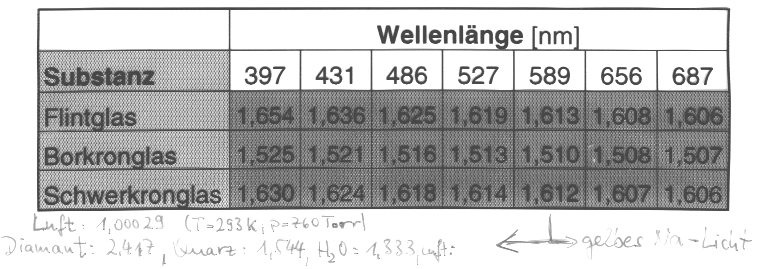 Wellenlänge [nm]
Substanz 397 431 486 527 589 656 687
Flintglas 1,654 1,636 1,625 1,619 1,613 1,608 1,606
Borkronglas 1,525 1,521 1,516 1,513 1,510 1,508 1,507
Schwerkronglas 1,630 1,624 1,618 1,614 1,612 1,607 1,606
Luft: 1,00029 (T=293K, p=760Torr)
Diamant: 2,417, Quarz: 1,544, H₂O: 1,333, gelbes Na-Licht